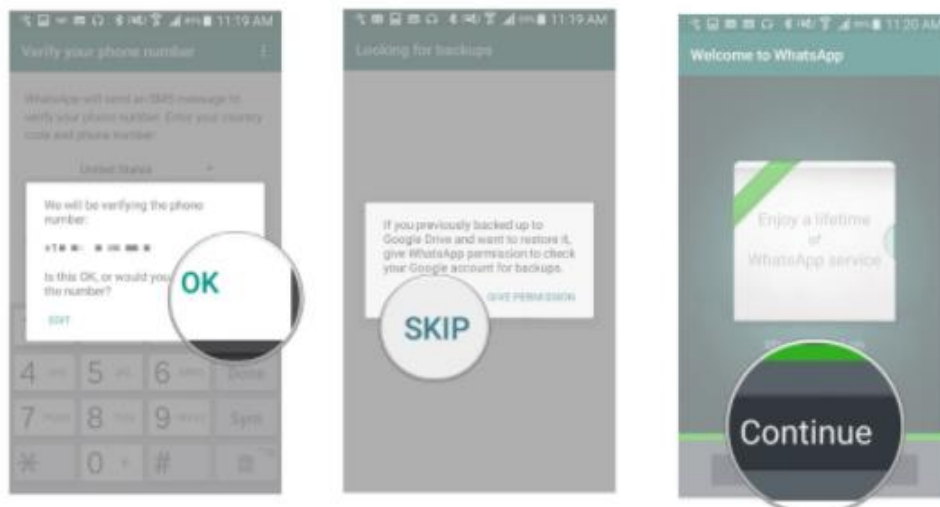 11:19 AM
Verify your phone number
WhatsApp will send an SMS message to
verify your phone number. Enter your country
code and phone number:
United States
We will be verifying the phone
number:
Is this OK, or would you
the number?
OK
EDIT
4
5
6
Done
7
8
9
Sym
*
0 +
#
11:19 AM
Looking for backups
If you previously backed up to
Google Drive and want to restore it,
give WhatsApp permission to check
your Google account for backups.
GIVE PERMISSION
SKIP
11:20 AM
Welcome to WhatsApp
Enjoy a lifetime
of
WhatsApp service
Continue